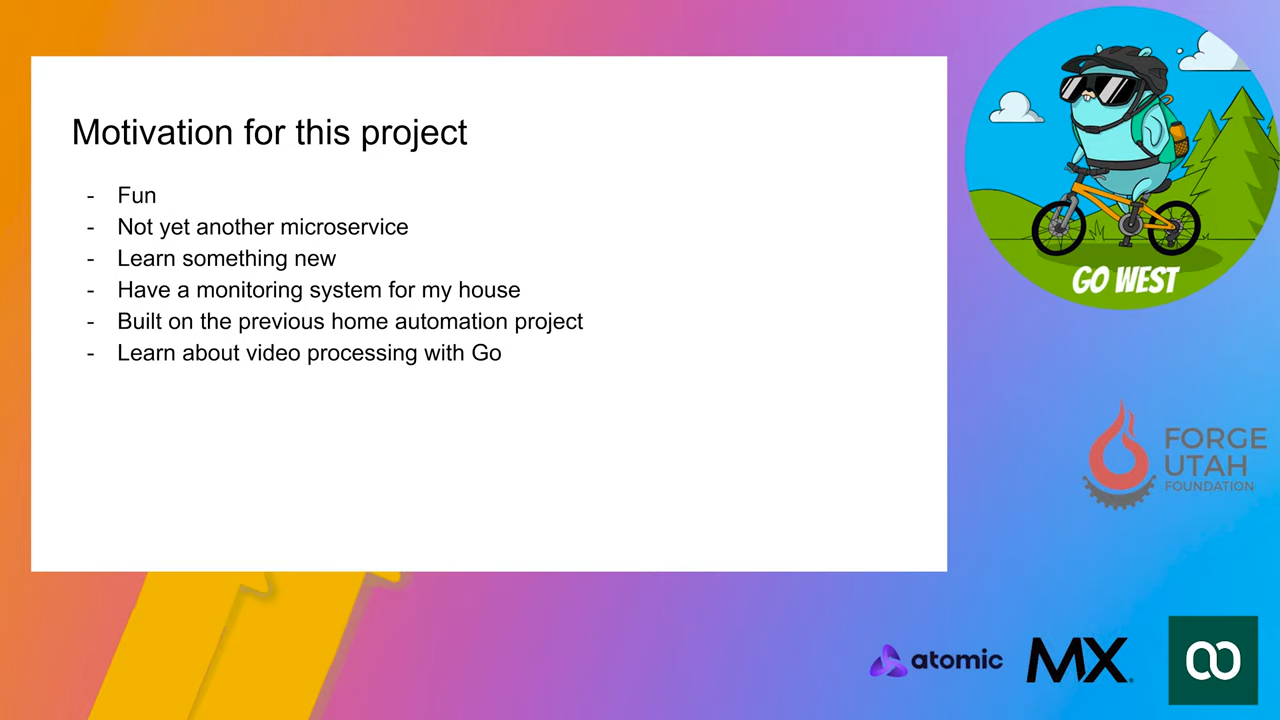 Motivation for this project
- Fun
- Not yet another microservice
- Learn something new
- Have a monitoring system for my house
- Built on the previous home automation project
- Learn about video processing with Go
GO WEST
FORGE
UTAH
FOUNDATION
atomic
MX